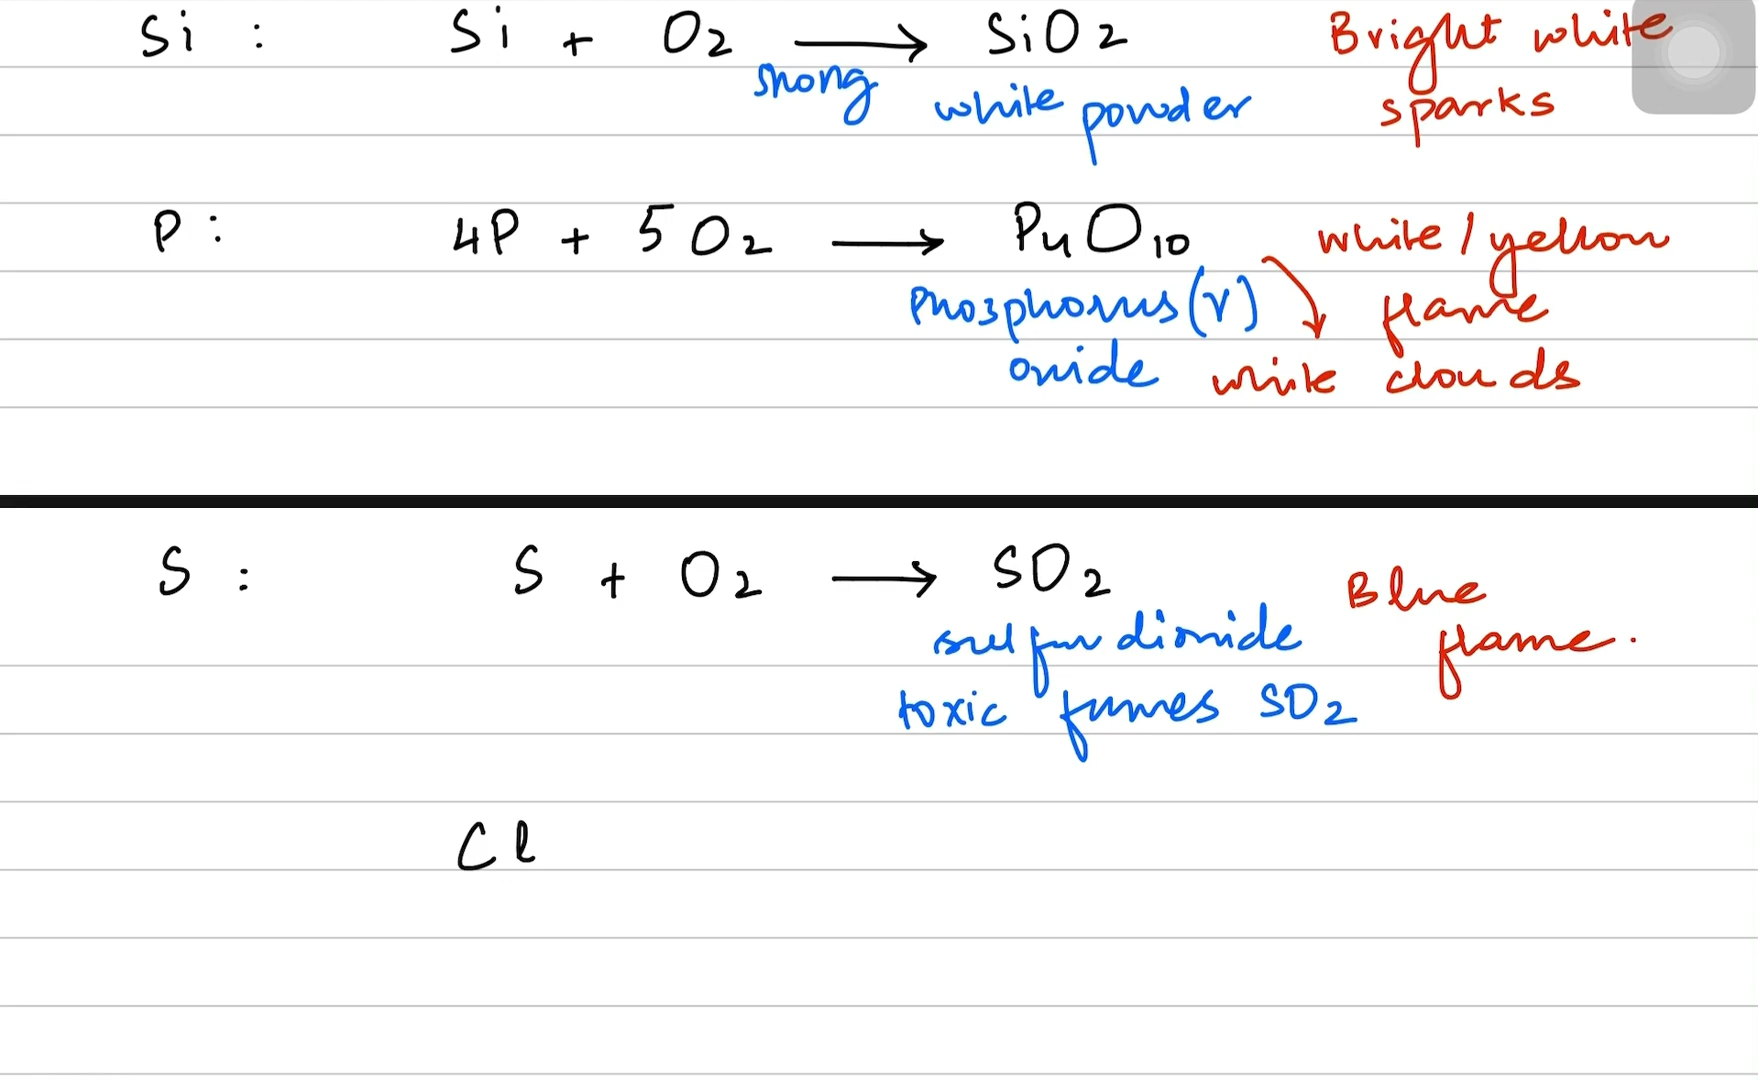 Si : Si + O2 → SiO2 Bright white
strong white powder sparks
P : 4P + 5O2 → P4O10 white / yellow
Phosphorus (V) flame
oxide white clouds
S : S + O2 → SO2 Blue
sulfur dioxide flame.
toxic fumes SO2
Cl